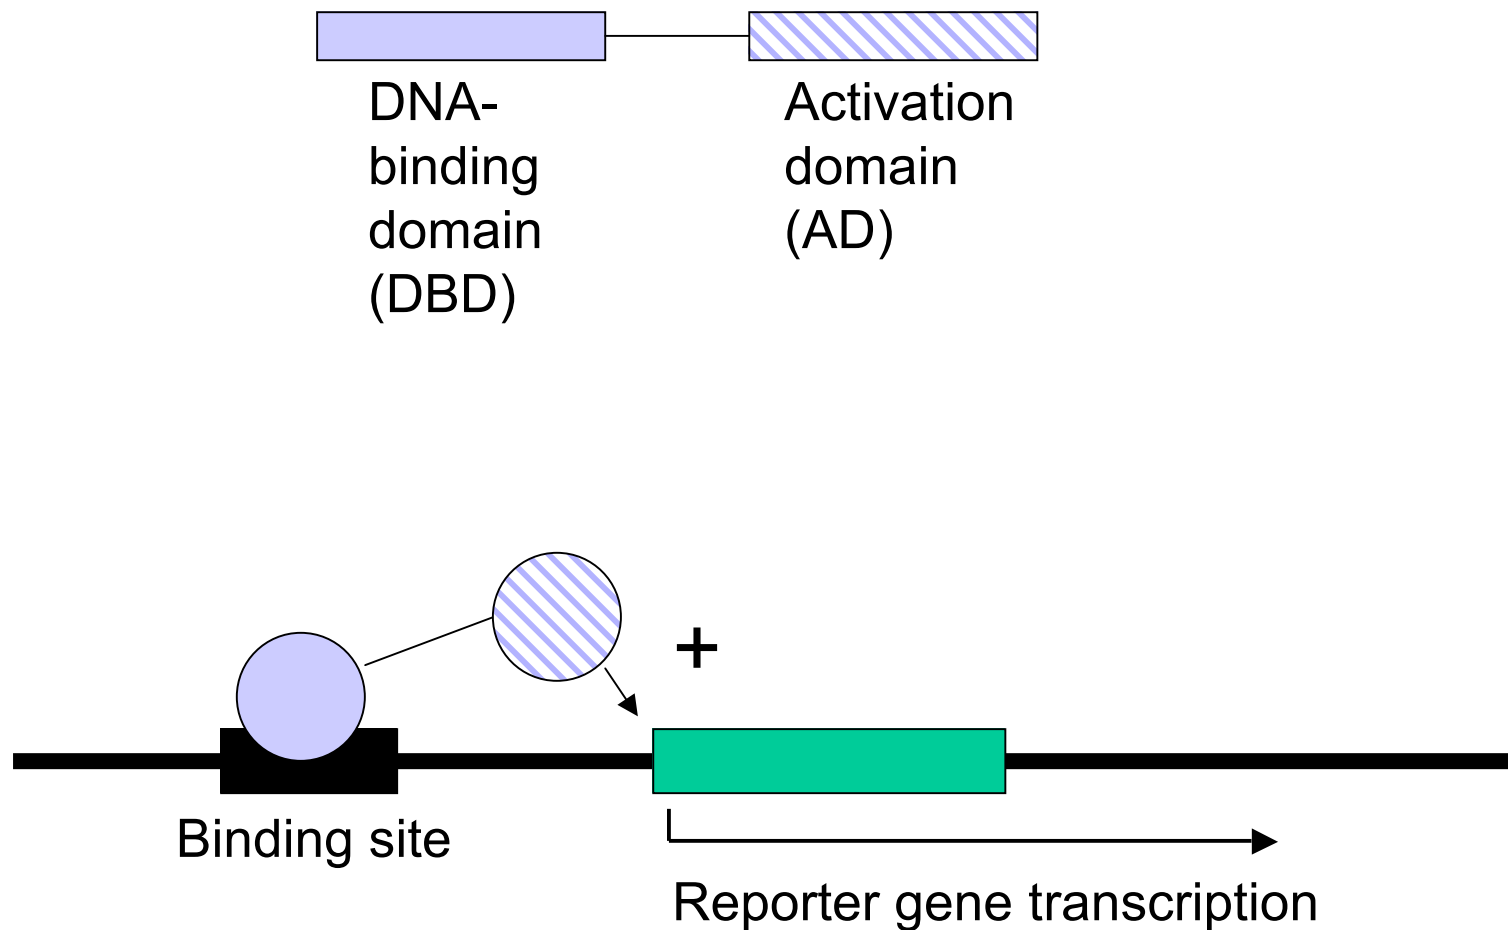 DNA-
binding
domain
(DBD)
Activation
domain
(AD)
+
Binding site
Reporter gene transcription